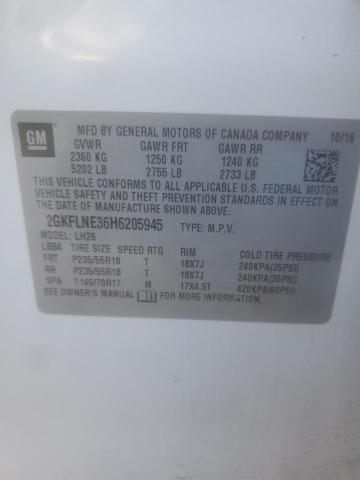 GM
MFD BY GENERAL MOTORS OF CANADA COMPANY 10/16
GVWR GAWR FRT GAWR RR
2360 KG 1250 KG 1240 KG
5202 LB 2755 LB 2733 LB
THIS VEHICLE CONFORMS TO ALL APPLICABLE U.S. FEDERAL MOTOR
VEHICLE SAFETY AND THEFT PREVENTION STANDARDS IN EFFECT ON
THE DATE OF MANUFACTURE SHOWN ABOVE.
2GKFLNE36H6205945 TYPE: M.P.V.
MODEL: LH26
LBB4 TIRE SIZE SPEED RTG RIM COLD TIRE PRESSURE
FRT P235/55R18 T 18X7J 240KPA(35PSI)
RR P235/55R18 T 18X7J 240KPA(35PSI)
SPA T145/70R17 M 17X4.5T 420KPA(60PSI)
SEE OWNER'S MANUAL FOR MORE INFORMATION